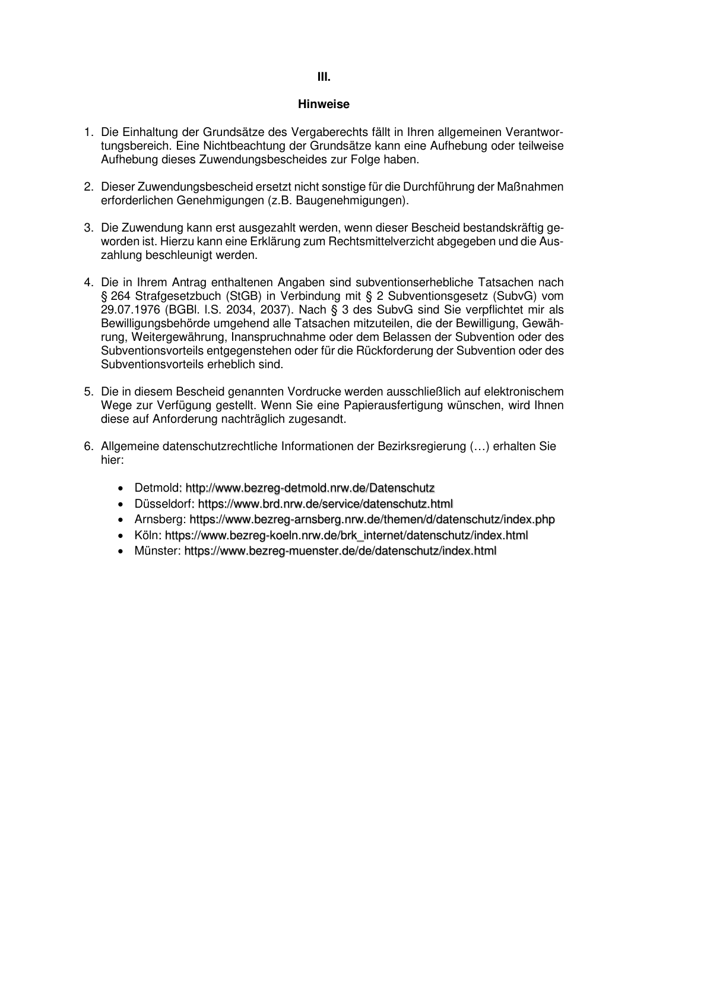 III.
Hinweise
1. Die Einhaltung der Grundsätze des Vergaberechts fällt in Ihren allgemeinen Verantwor-
tungsbereich. Eine Nichtbeachtung der Grundsätze kann eine Aufhebung oder teilweise
Aufhebung dieses Zuwendungsbescheides zur Folge haben.
2. Dieser Zuwendungsbescheid ersetzt nicht sonstige für die Durchführung der Maßnahmen
erforderlichen Genehmigungen (z.B. Baugenehmigungen).
3. Die Zuwendung kann erst ausgezahlt werden, wenn dieser Bescheid bestandskräftig ge-
worden ist. Hierzu kann eine Erklärung zum Rechtsmittelverzicht abgegeben und die Aus-
zahlung beschleunigt werden.
4. Die in Ihrem Antrag enthaltenen Angaben sind subventionserhebliche Tatsachen nach
§ 264 Strafgesetzbuch (StGB) in Verbindung mit § 2 Subventionsgesetz (SubvG) vom
29.07.1976 (BGBl. I.S. 2034, 2037). Nach § 3 des SubvG sind Sie verpflichtet mir als
Bewilligungsbehörde umgehend alle Tatsachen mitzuteilen, die der Bewilligung, Gewäh-
rung, Weitergewährung, Inanspruchnahme oder dem Belassen der Subvention oder des
Subventionsvorteils entgegenstehen oder für die Rückforderung der Subvention oder des
Subventionsvorteils erheblich sind.
5. Die in diesem Bescheid genannten Vordrucke werden ausschließlich auf elektronischem
Wege zur Verfügung gestellt. Wenn Sie eine Papierausfertigung wünschen, wird Ihnen
diese auf Anforderung nachträglich zugesandt.
6. Allgemeine datenschutzrechtliche Informationen der Bezirksregierung (…) erhalten Sie
hier:
• Detmold: http://www.bezreg-detmold.nrw.de/Datenschutz
• Düsseldorf: https://www.brd.nrw.de/service/datenschutz.html
• Arnsberg: https://www.bezreg-arnsberg.nrw.de/themen/d/datenschutz/index.php
• Köln: https://www.bezreg-koeln.nrw.de/brk_internet/datenschutz/index.html
• Münster: https://www.bezreg-muenster.de/de/datenschutz/index.html